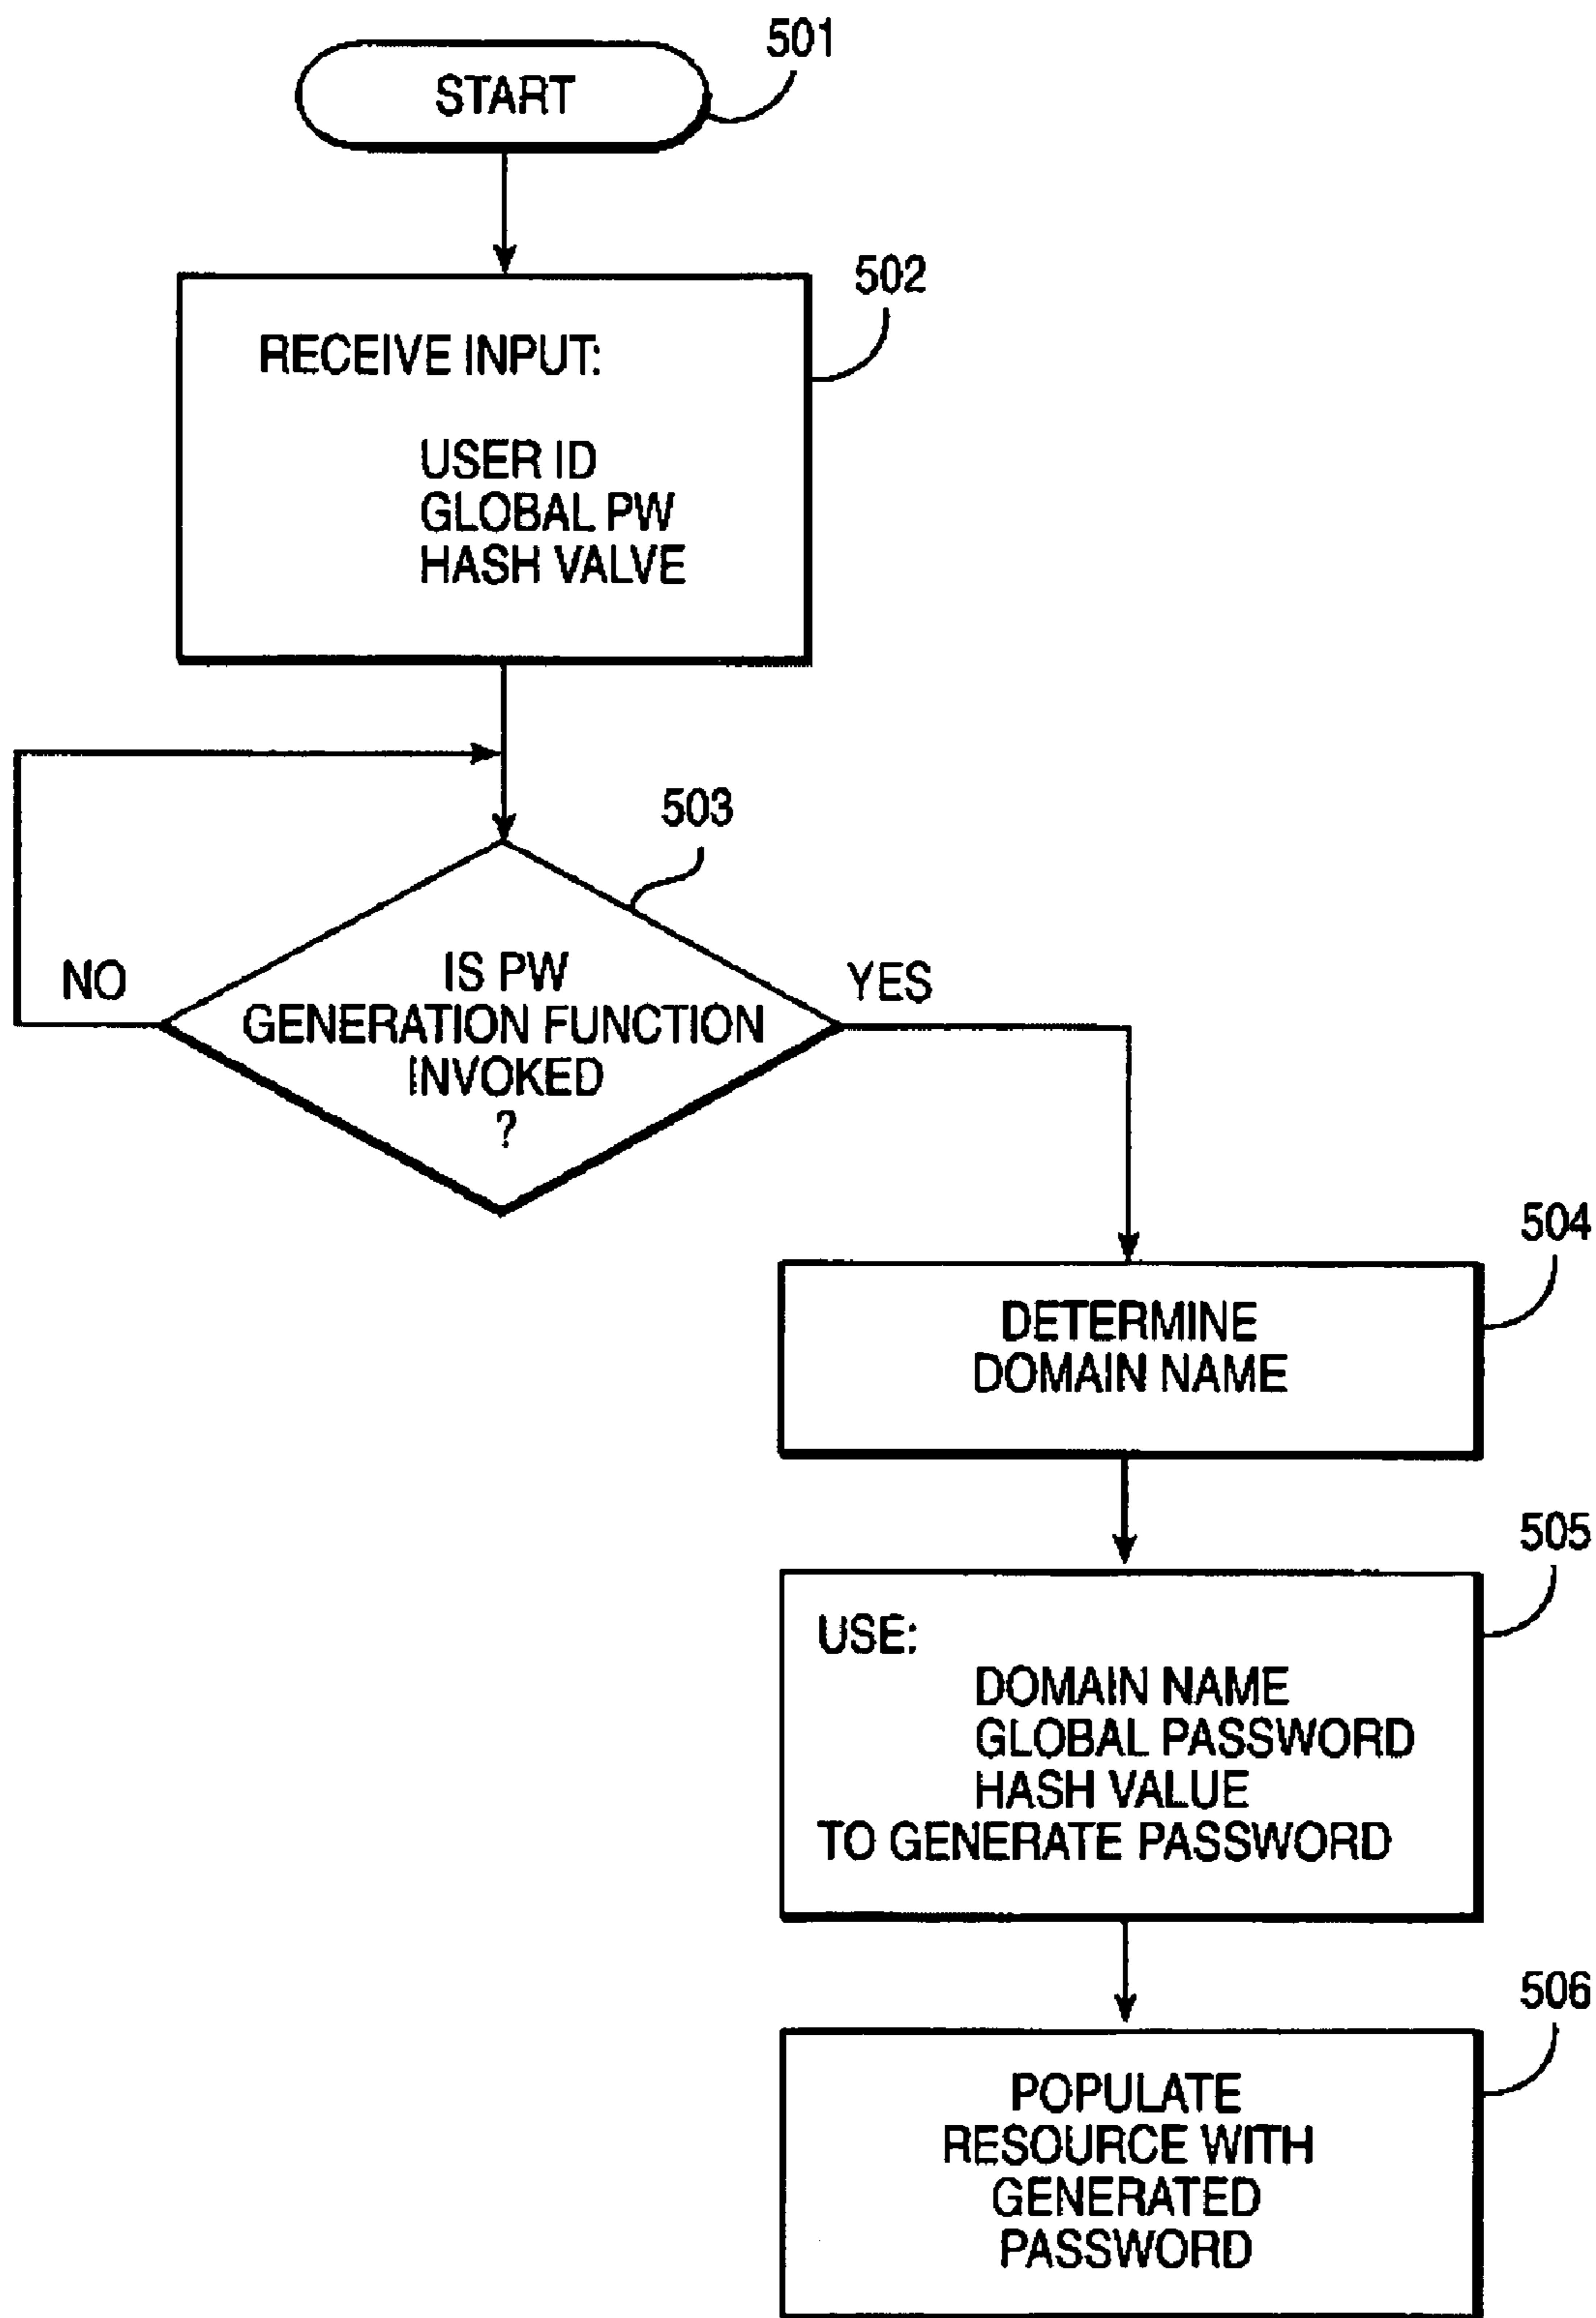 501
START
502
RECEIVE INPUT:
USER ID
GLOBAL PW
HASH VALVE
503
NO
IS PW
GENERATION FUNCTION
INVOKED
?
YES
504
DETERMINE
DOMAIN NAME
505
USE:
DOMAIN NAME
GLOBAL PASSWORD
HASH VALUE
TO GENERATE PASSWORD
506
POPULATE
RESOURCE WITH
GENERATED
PASSWORD